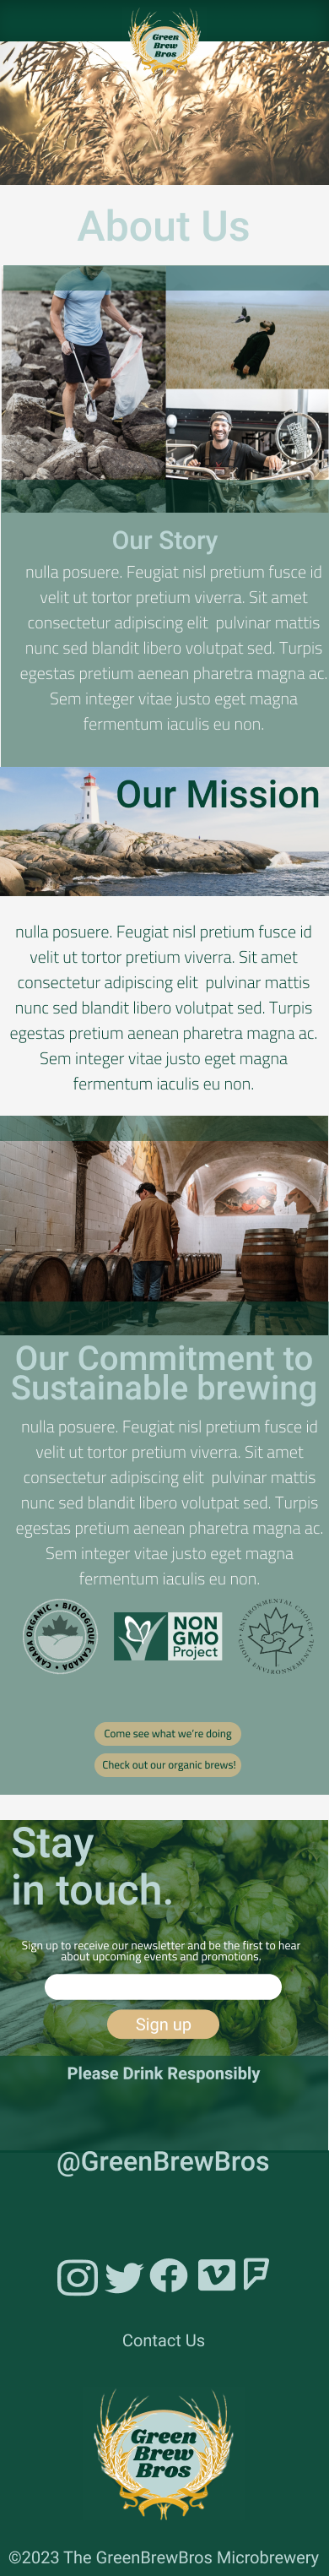 Green
Brew
Bros
About Us
Our Story
nulla posuere. Feugiat nisl pretium fusce id
velit ut tortor pretium viverra. Sit amet
consectetur adipiscing elit  pulvinar mattis
nunc sed blandit libero volutpat sed. Turpis
egestas pretium aenean pharetra magna ac.
Sem integer vitae justo eget magna
fermentum iaculis eu non.
Our Mission
nulla posuere. Feugiat nisl pretium fusce id
velit ut tortor pretium viverra. Sit amet
consectetur adipiscing elit  pulvinar mattis
nunc sed blandit libero volutpat sed. Turpis
egestas pretium aenean pharetra magna ac.
Sem integer vitae justo eget magna
fermentum iaculis eu non.
Our Commitment to
Sustainable brewing
nulla posuere. Feugiat nisl pretium fusce id
velit ut tortor pretium viverra. Sit amet
consectetur adipiscing elit  pulvinar mattis
nunc sed blandit libero volutpat sed. Turpis
egestas pretium aenean pharetra magna ac.
Sem integer vitae justo eget magna
fermentum iaculis eu non.
CANADA ORGANIC • BIOLOGIQUE CANADA
NON
GMO
Project
ENVIRONMENTAL CHOICE • CHOIX ENVIRONNEMENTAL
Come see what we're doing
Check out our organic brews!
Stay
in touch.
Sign up to receive our newsletter and be the first to hear
about upcoming events and promotions.
Sign up
Please Drink Responsibly
@GreenBrewBros
Contact Us
Green
Brew
Bros
©2023 The GreenBrewBros Microbrewery